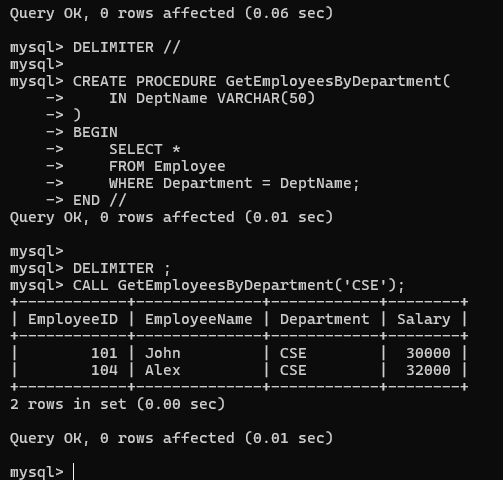 Query OK, 0 rows affected (0.06 sec)
mysql> DELIMITER //
mysql>
mysql> CREATE PROCEDURE GetEmployeesByDepartment(
    ->     IN DeptName VARCHAR(50)
    -> )
    -> BEGIN
    ->     SELECT *
    ->     FROM Employee
    ->     WHERE Department = DeptName;
    -> END //
Query OK, 0 rows affected (0.01 sec)
mysql>
mysql> DELIMITER ;
mysql> CALL GetEmployeesByDepartment('CSE');
+------------+--------------+------------+--------+
| EmployeeID | EmployeeName | Department | Salary |
+------------+--------------+------------+--------+
|        101 | John         | CSE        |  30000 |
|        104 | Alex         | CSE        |  32000 |
+------------+--------------+------------+--------+
2 rows in set (0.00 sec)
Query OK, 0 rows affected (0.01 sec)
mysql>